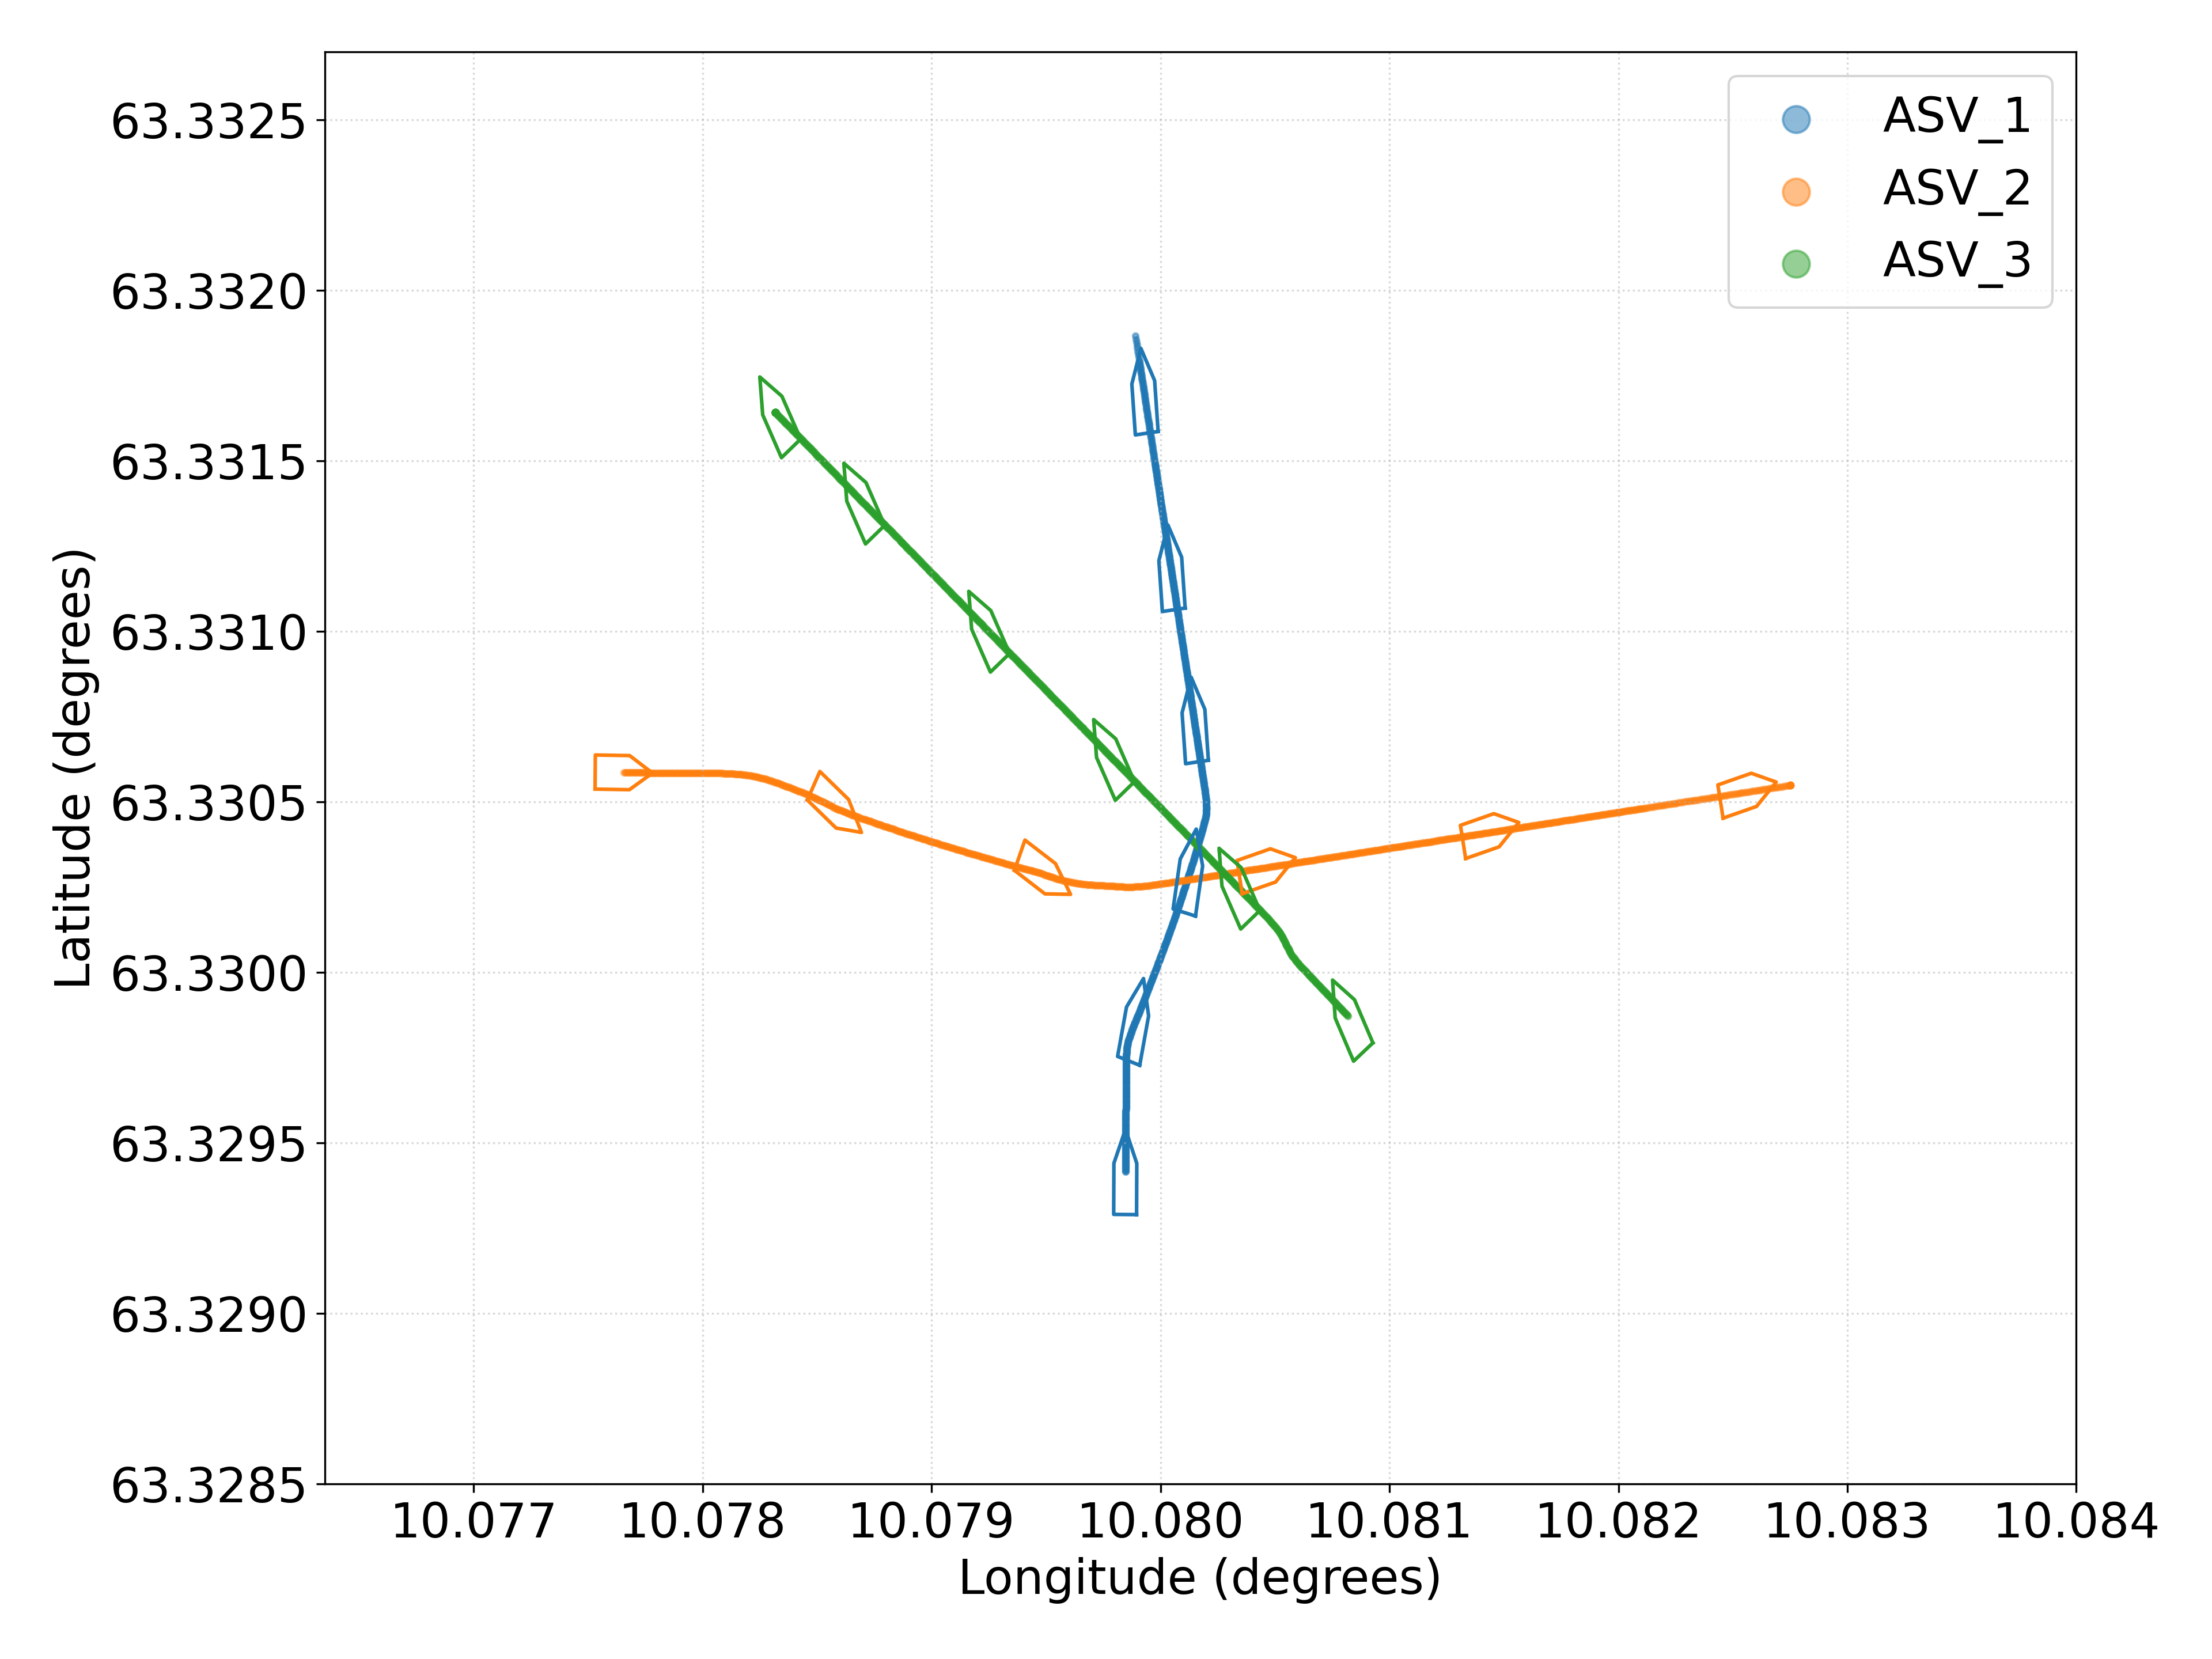 ASV_1
ASV_2
ASV_3
63.3325
63.3320
63.3315
63.3310
63.3305
63.3300
63.3295
63.3290
63.3285
Latitude (degrees)
10.077 10.078 10.079 10.080 10.081 10.082 10.083 10.084
Longitude (degrees)